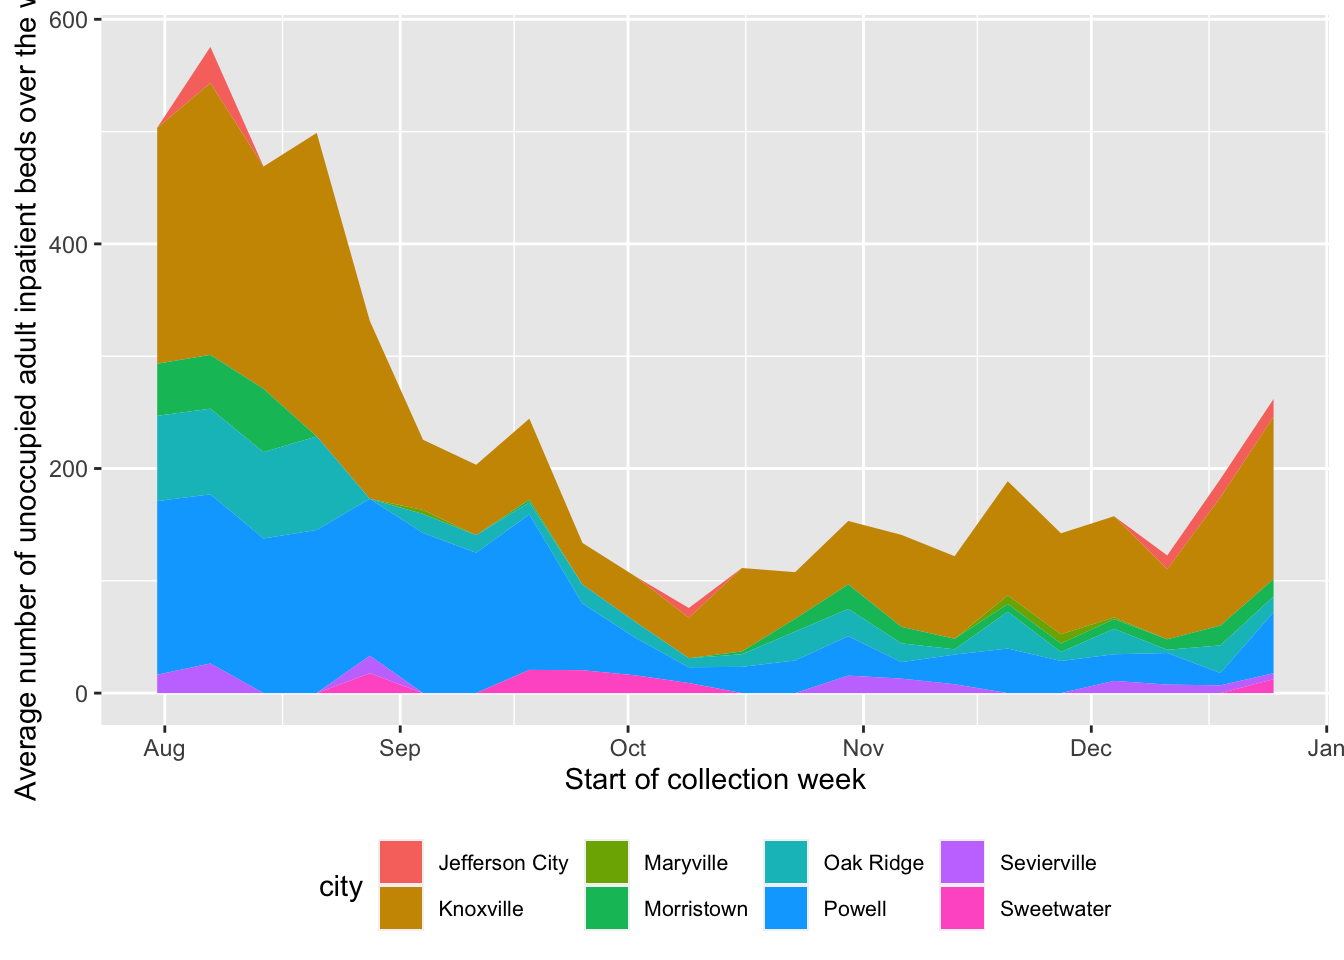 Average number of unoccupied adult inpatient beds over the
600
400
200
0
Aug Sep Oct Nov Dec Jan
Start of collection week
city
Jefferson City Maryville Oak Ridge Sevierville
Knoxville Morristown Powell Sweetwater